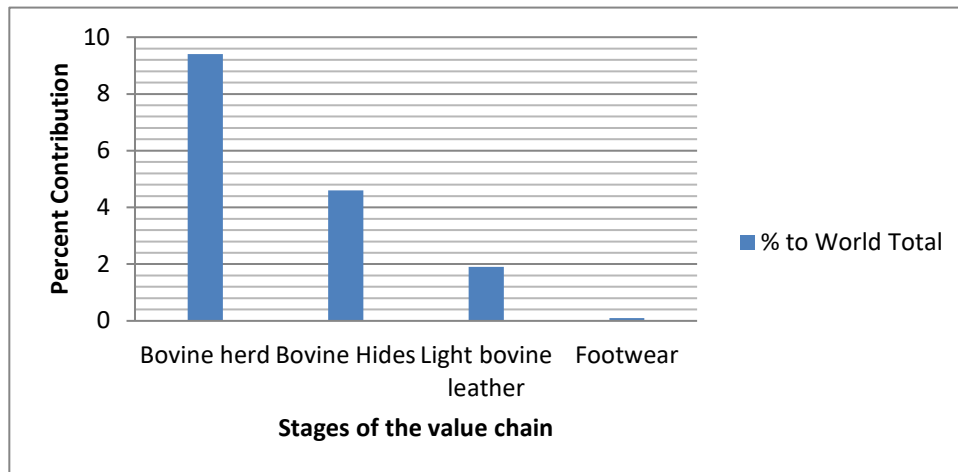 Percent Contribution
10
8
6
4
2
0
Bovine herd
Bovine Hides
Light bovine
leather
Footwear
Stages of the value chain
% to World Total